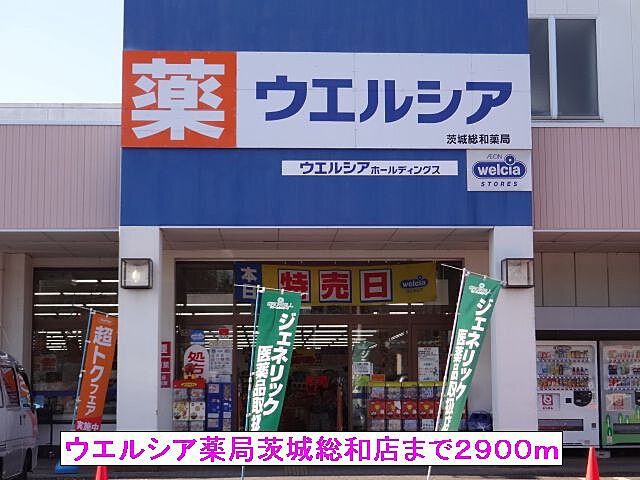 薬 ウエルシア
茨城総和薬局
ウエルシアホールディングス
ÆON
welcia
STORES
本日 特売日 welcia
ジェネリック
医薬品取扱
ジェネリック
医薬品取扱
超トクフェア
実施中
処
ウエルシア薬局茨城総和店まで2900m